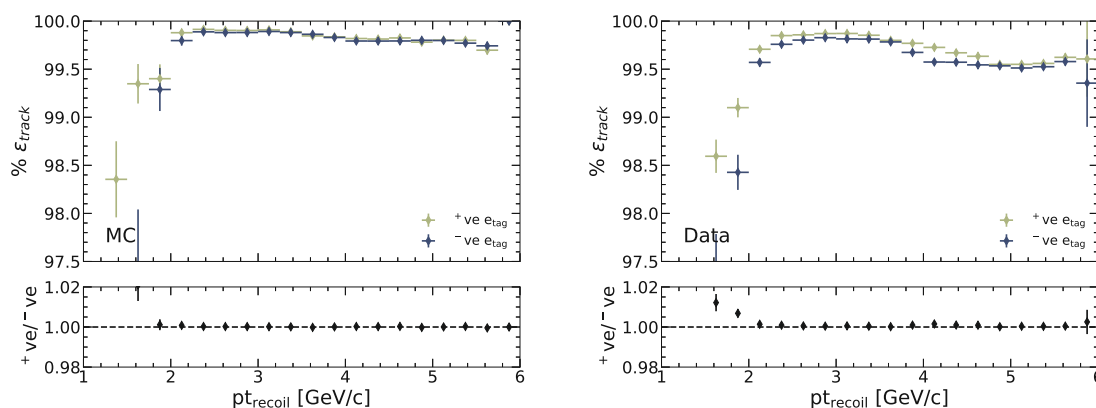 100.0
99.5
99.0
98.5
98.0
97.5
% ε_track
MC
⁺ve e_tag
⁻ve e_tag
1.02
1.00
0.98
⁺ve/⁻ve
1 2 3 4 5 6
pt_recoil [GeV/c]
100.0
99.5
99.0
98.5
98.0
97.5
% ε_track
Data
⁺ve e_tag
⁻ve e_tag
1.02
1.00
0.98
⁺ve/⁻ve
1 2 3 4 5 6
pt_recoil [GeV/c]